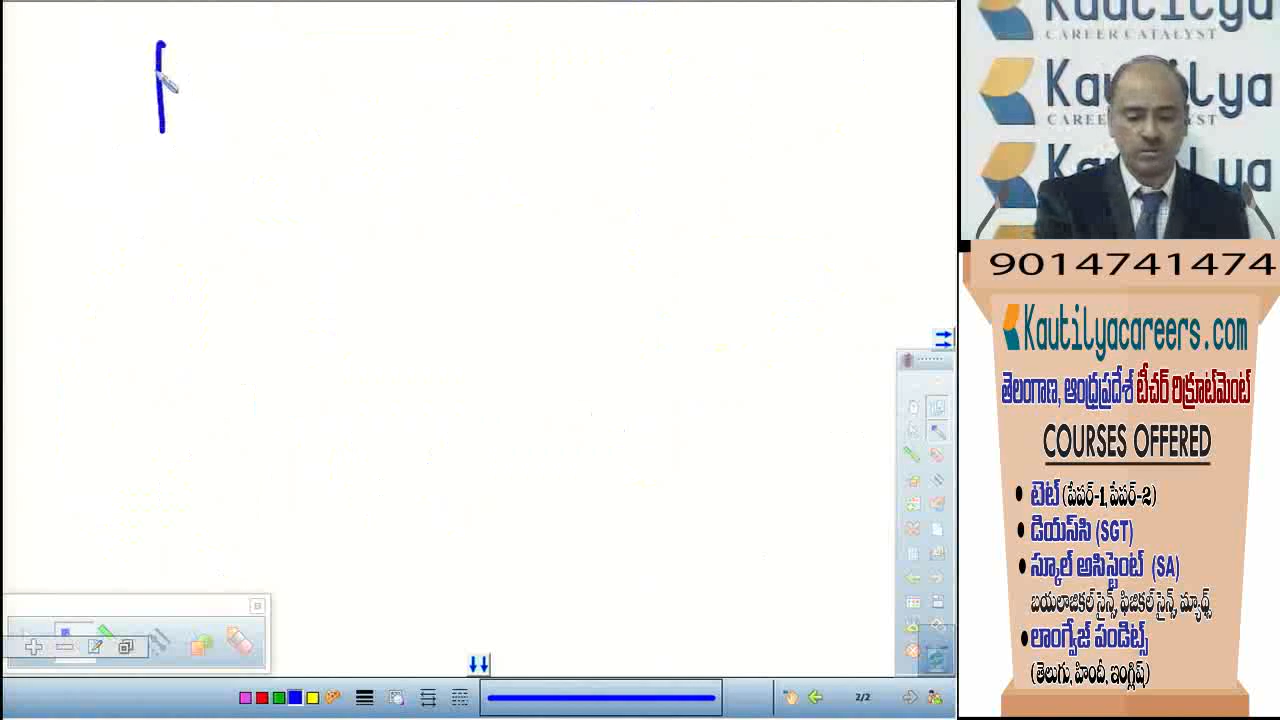 Kautilya
CAREER CATALYST
Kautilya
CAREER CATALYST
9014741474
Kautilyacareers.com
తెలంగాణ, ఆంధ్రప్రదేశ్ టీచర్ రిక్రూట్‌మెంట్
COURSES OFFERED
• టెట్ (పేపర్-1, పేపర్-2)
• డియస్‌సి (SGT)
• స్కూల్ అసిస్టెంట్ (SA)
బయలాజికల్ సైన్స్, ఫిజికల్ సైన్స్, మ్యాథ్స్
• లాంగ్వేజ్ పండిట్స్
(తెలుగు, హిందీ, ఇంగ్లిష్)
2/2